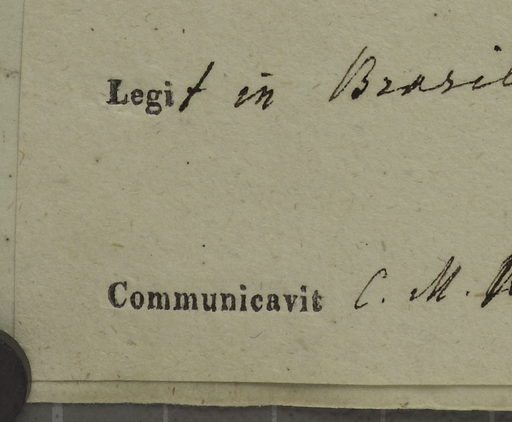 Legit in Brasil
Communicavit C. M.